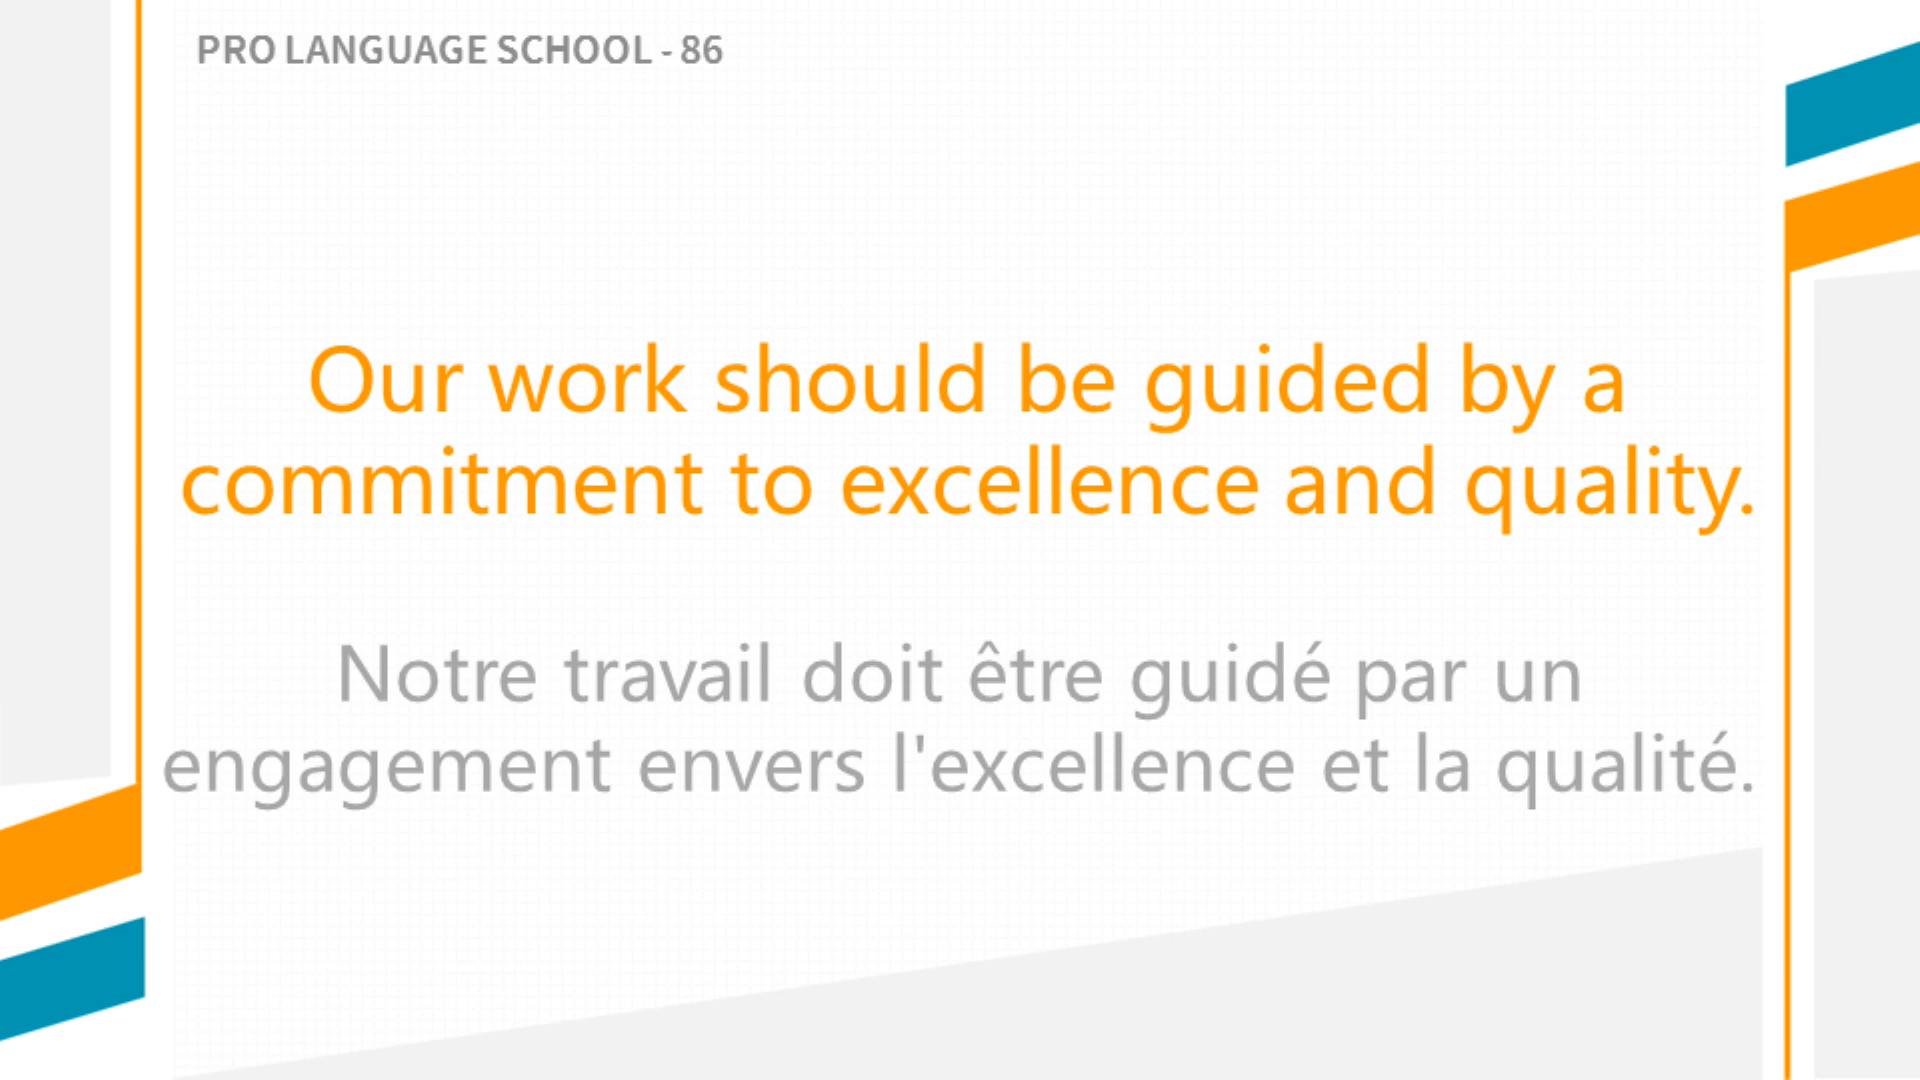 PRO LANGUAGE SCHOOL - 86
Our work should be guided by a
commitment to excellence and quality.
Notre travail doit être guidé par un
engagement envers l'excellence et la qualité.